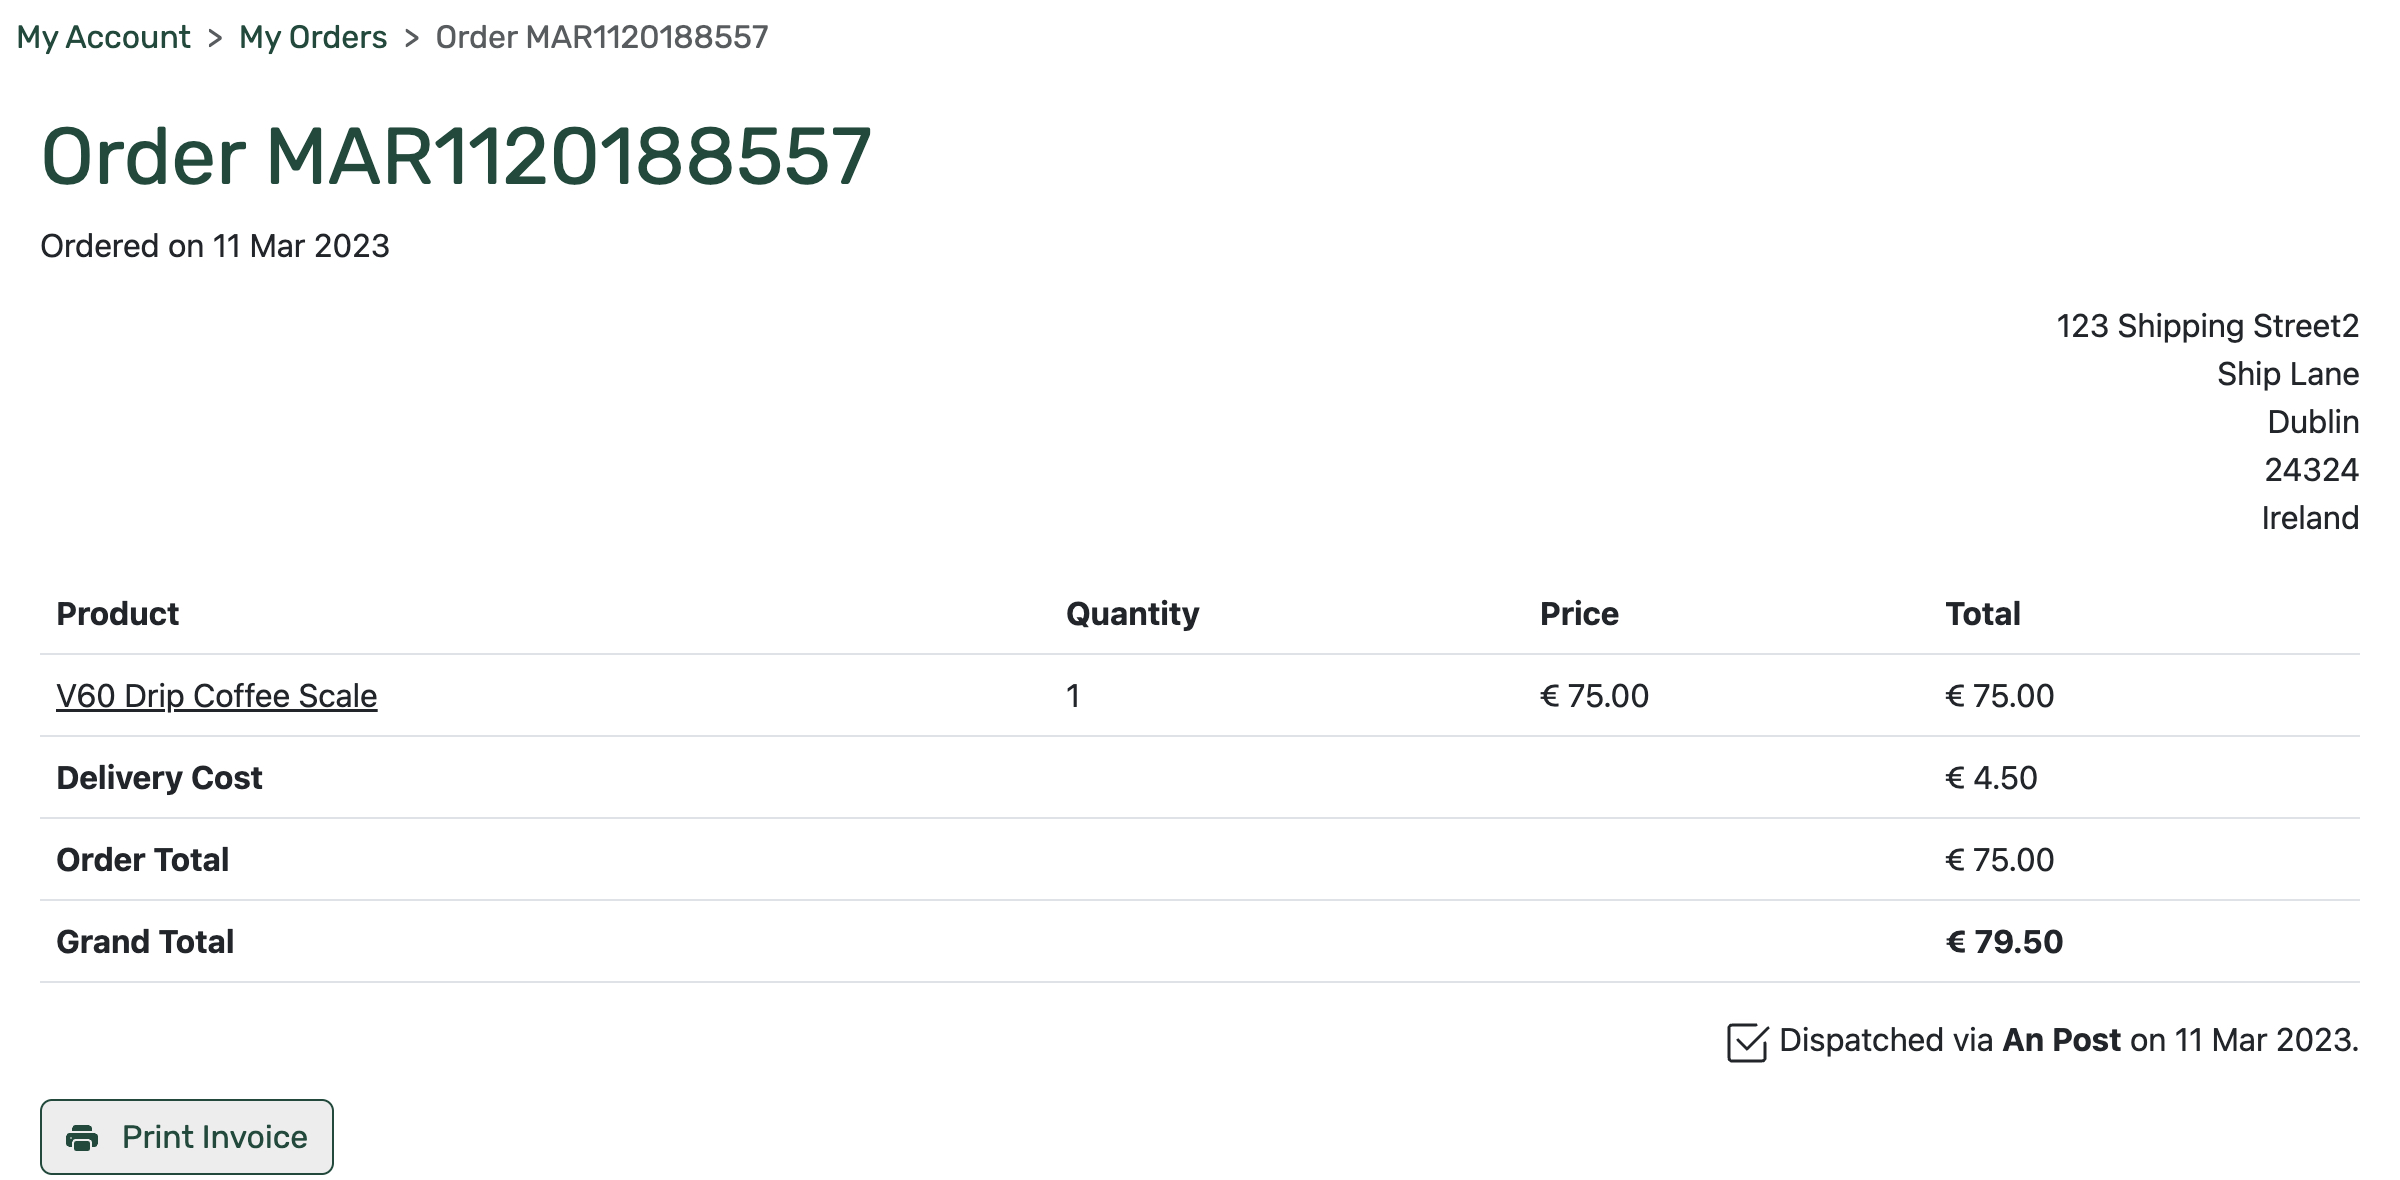 My Account > My Orders > Order MAR1120188557
Order MAR1120188557
Ordered on 11 Mar 2023
123 Shipping Street2
Ship Lane
Dublin
24324
Ireland
Product Quantity Price Total
V60 Drip Coffee Scale 1 € 75.00 € 75.00
Delivery Cost € 4.50
Order Total € 75.00
Grand Total € 79.50
Dispatched via An Post on 11 Mar 2023.
Print Invoice